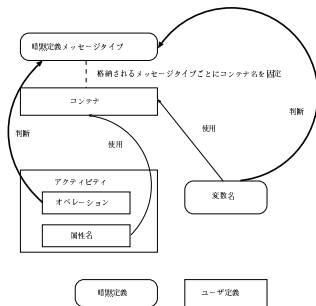 暗黙定義メッセージタイプ
格納されるメッセージタイプごとにコンテナ名を固定
コンテナ
判断
判断
使用
使用
アクティビティ
オペレーション
変数名
属性名
暗黙定義
ユーザ定義